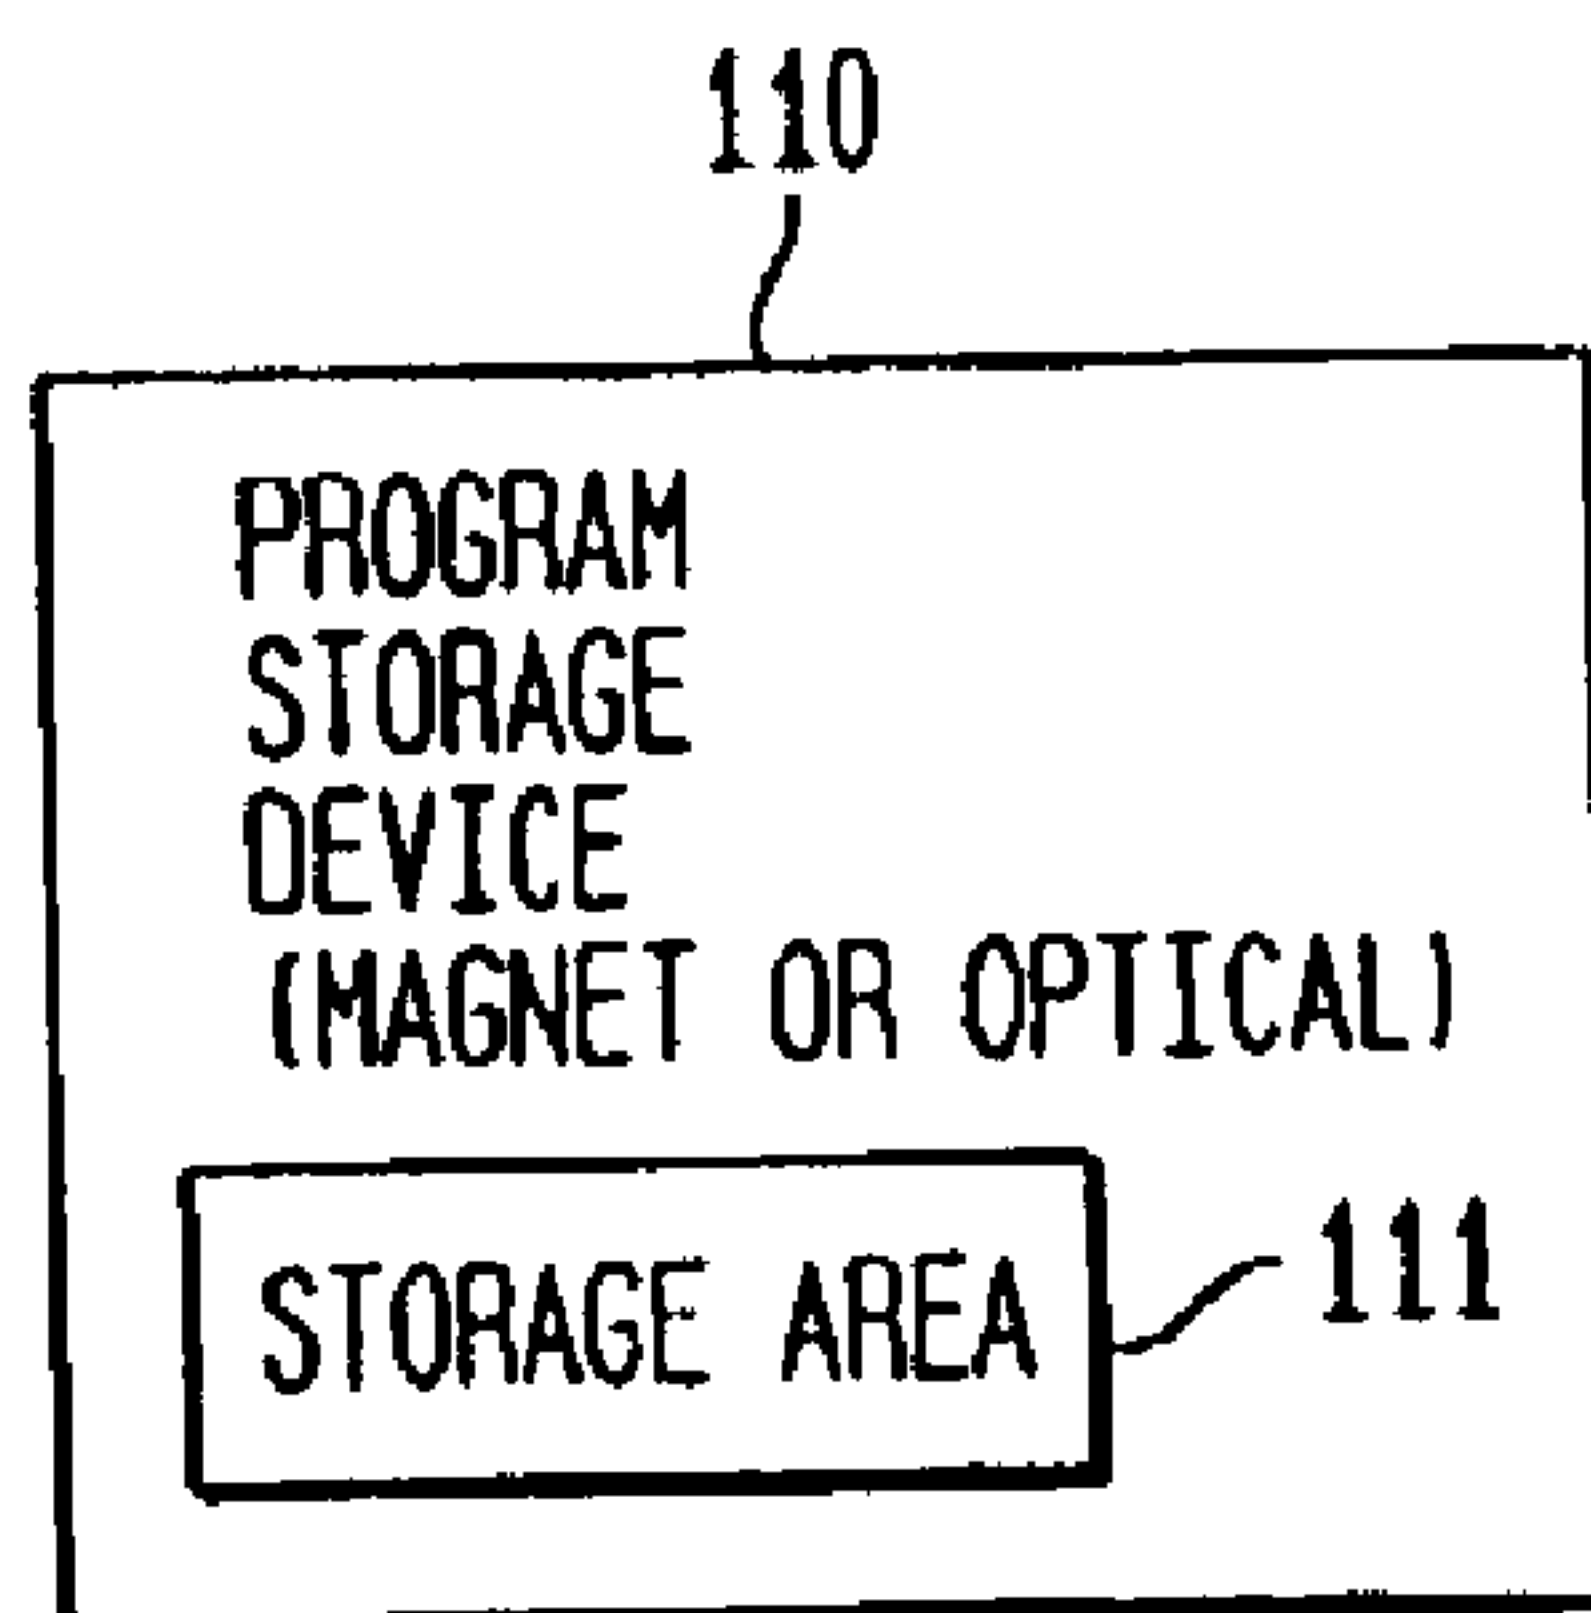 110
PROGRAM
STORAGE
DEVICE
(MAGNET OR OPTICAL)
STORAGE AREA
111